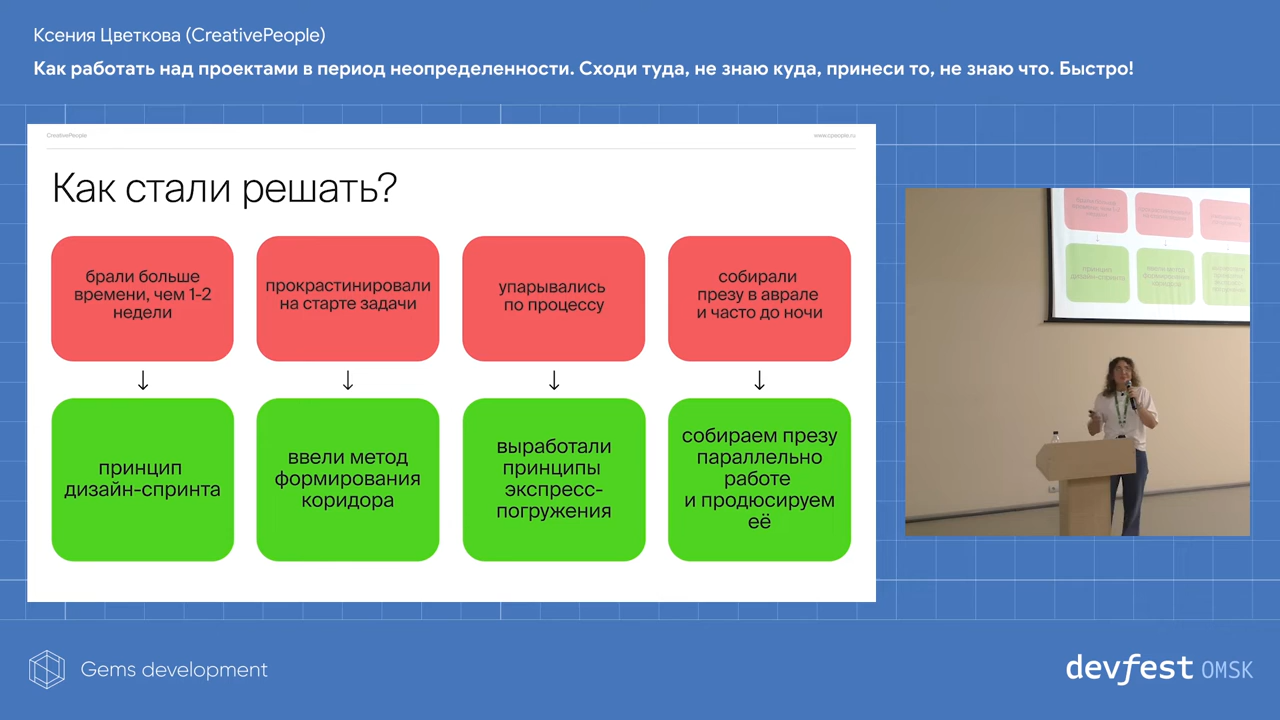 Ксения Цветкова (CreativePeople)
Как работать над проектами в период неопределенности. Сходи туда, не знаю куда, принеси то, не знаю что. Быстро!
CreativePeople
www.cpeople.ru
Как стали решать?
брали больше
времени, чем 1-2
недели
прокрастинировали
на старте задачи
упарывались
по процессу
собирали
презу в аврале
и часто до ночи
↓
↓
↓
↓
принцип
дизайн-спринта
ввели метод
формирования
коридора
выработали
принципы
экспресс-
погружения
собираем презу
параллельно
работе
и продюсируем
её
Gems development
devfest OMSK